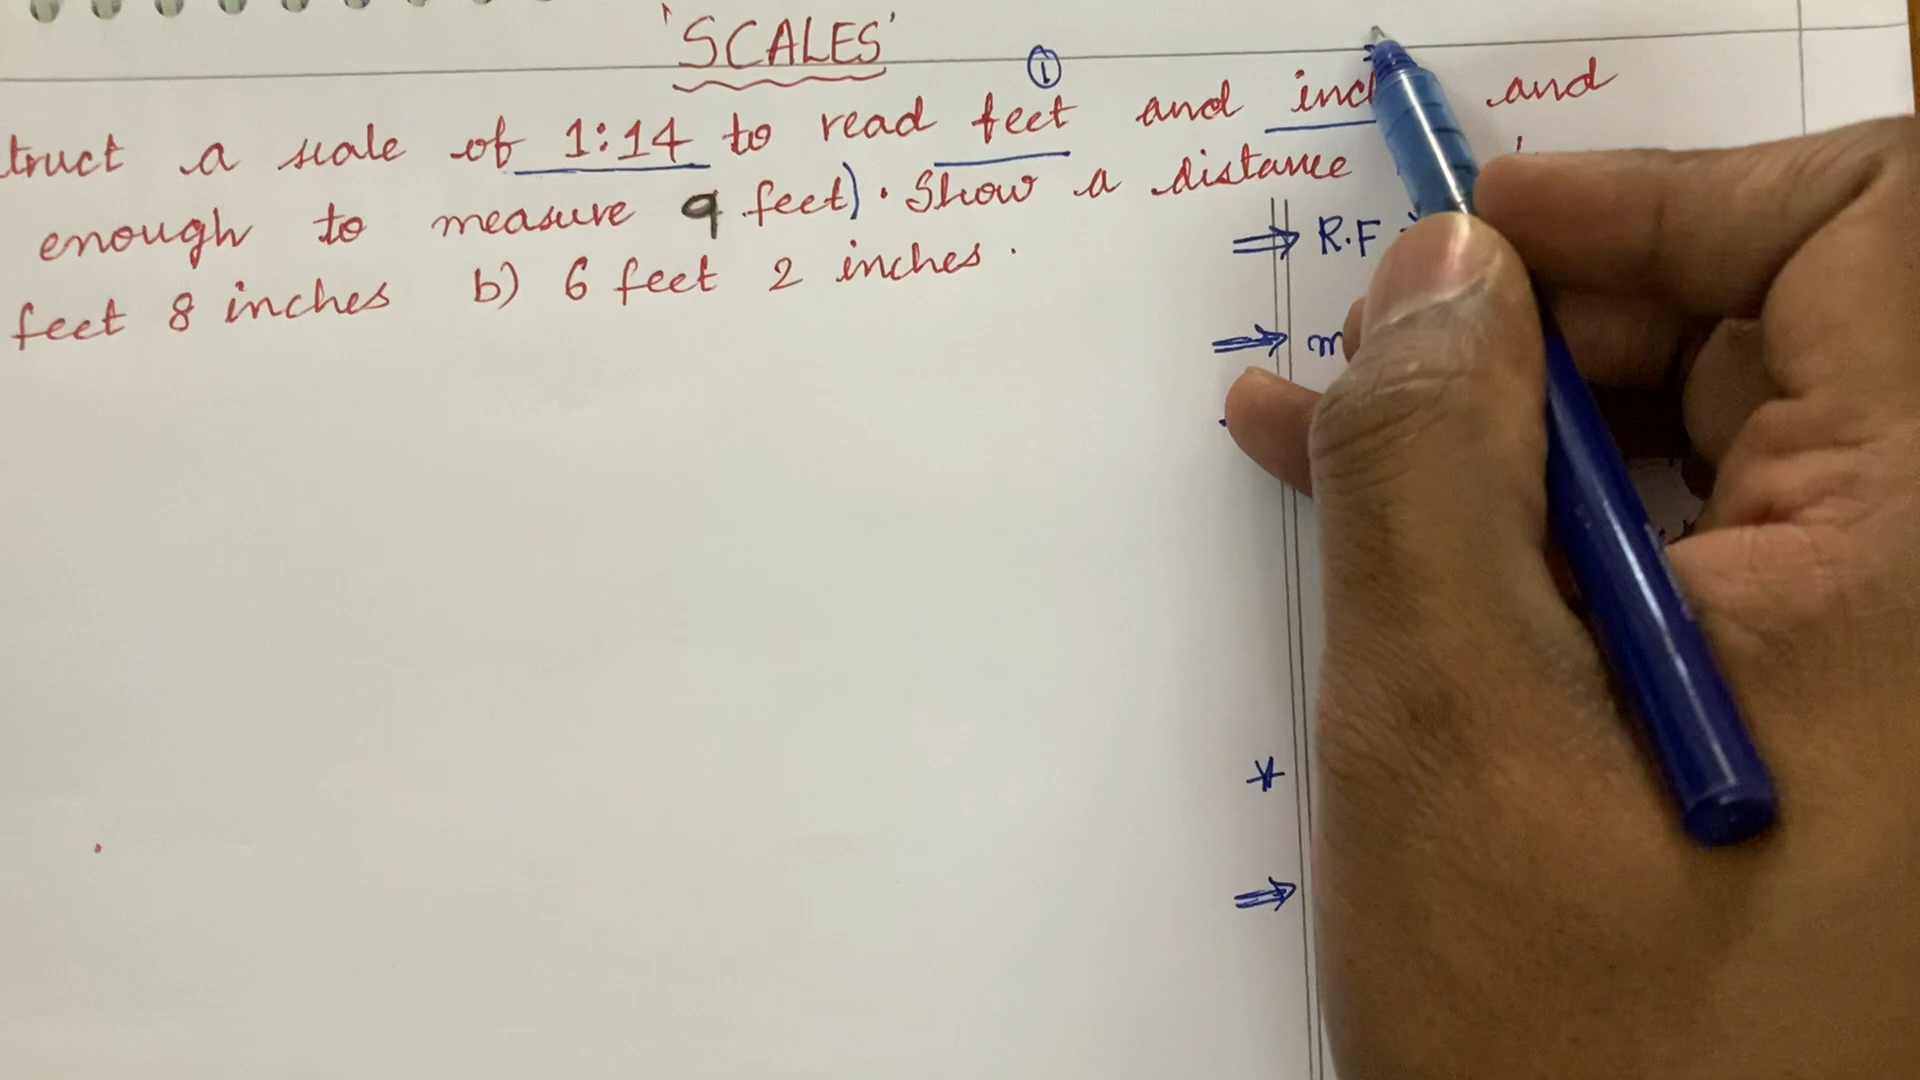 'SCALES'
①
truct a scale of 1:14 to read feet and inc and
enough to measure 9 feet). Show a distance
feet 8 inches b) 6 feet 2 inches.
⇒ R.F
⇒ m
*
⇒